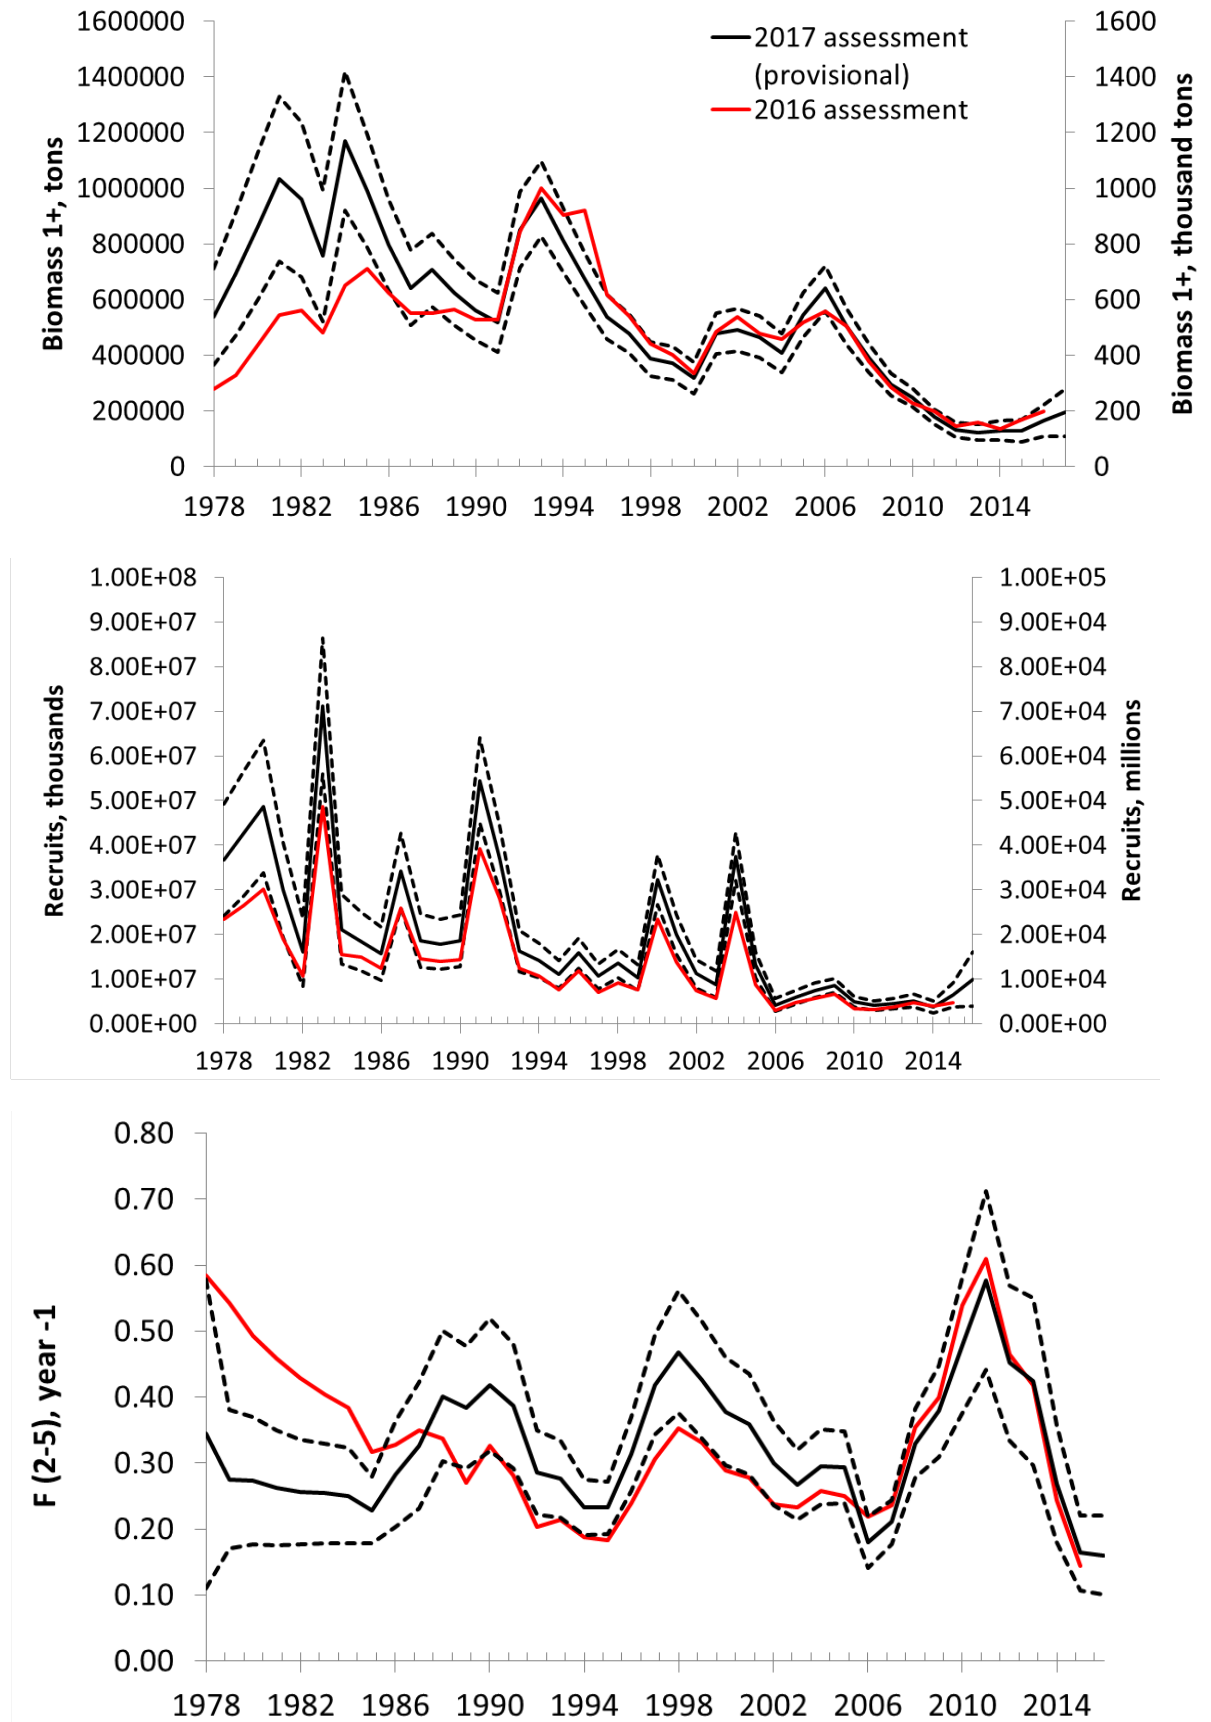 1600000
1400000
1200000
1000000
800000
600000
400000
200000
0
Biomass 1+, tons
2017 assessment
(provisional)
2016 assessment
1600
1400
1200
1000
800
600
400
200
0
Biomass 1+, thousand tons
1978 1982 1986 1990 1994 1998 2002 2006 2010 2014
1.00E+08
9.00E+07
8.00E+07
7.00E+07
6.00E+07
5.00E+07
4.00E+07
3.00E+07
2.00E+07
1.00E+07
0.00E+00
Recruits, thousands
1.00E+05
9.00E+04
8.00E+04
7.00E+04
6.00E+04
5.00E+04
4.00E+04
3.00E+04
2.00E+04
1.00E+04
0.00E+00
Recruits, millions
1978 1982 1986 1990 1994 1998 2002 2006 2010 2014
0.80
0.70
0.60
0.50
0.40
0.30
0.20
0.10
0.00
F (2-5), year -1
1978 1982 1986 1990 1994 1998 2002 2006 2010 2014